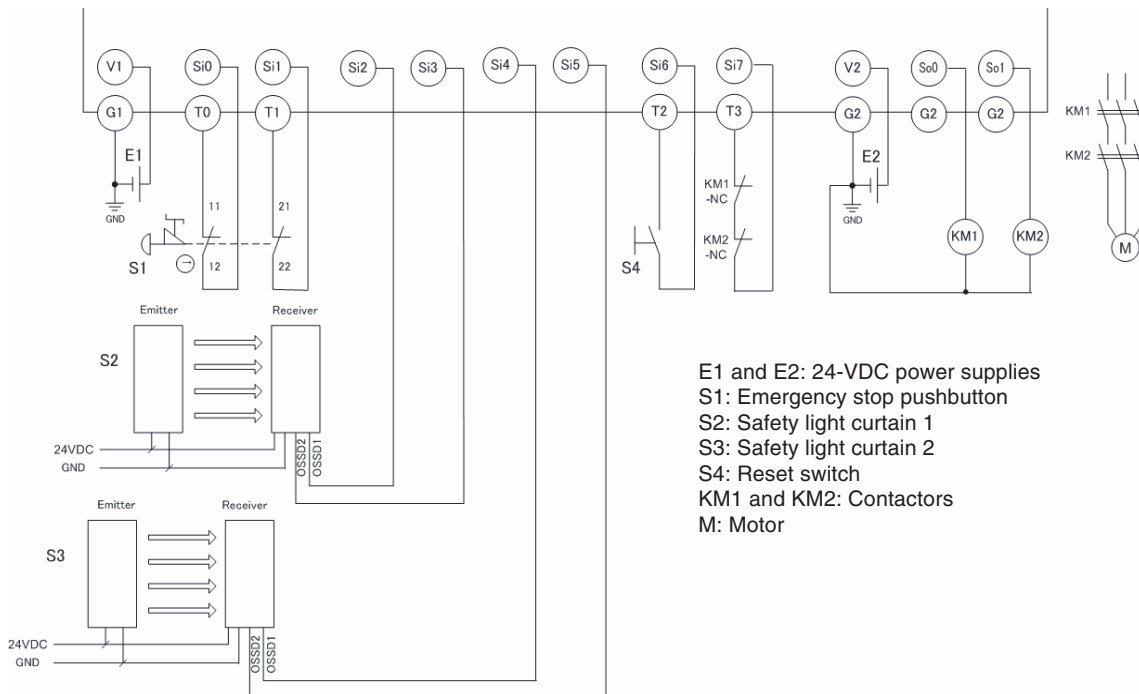 V1 Si0 Si1 Si2 Si3 Si4 Si5 Si6 Si7 V2 So0 So1
G1 T0 T1 T2 T3 G2 G2 G2
KM1
KM2
M
E1
GND
11 21
12 22
S1
S4
KM1
-NC
KM2
-NC
E2
GND
KM1 KM2
Emitter Receiver
S2
24VDC
GND
OSSD2
OSSD1
Emitter Receiver
S3
24VDC
GND
OSSD2
OSSD1
E1 and E2: 24-VDC power supplies
S1: Emergency stop pushbutton
S2: Safety light curtain 1
S3: Safety light curtain 2
S4: Reset switch
KM1 and KM2: Contactors
M: Motor